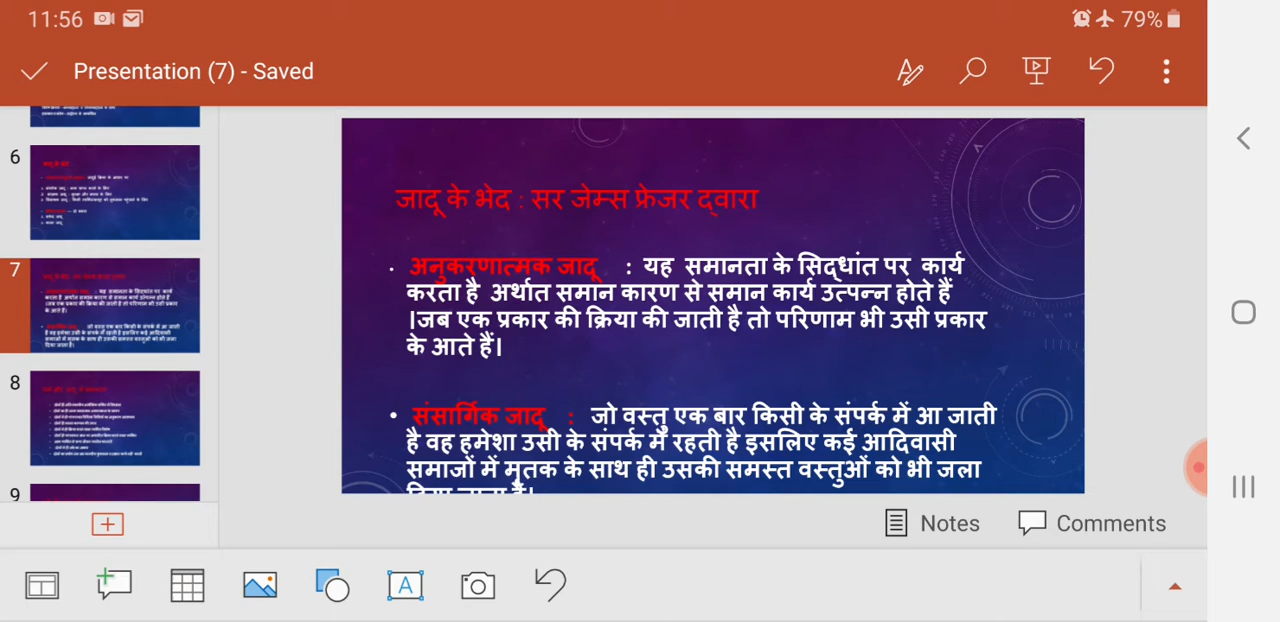 11:56 79%
Presentation (7) - Saved
6
7
8
9
जादू के भेद : सर जेम्स फ्रेजर द्वारा
• अनुकरणात्मक जादू : यह समानता के सिद्धांत पर कार्य
करता है अर्थात समान कारण से समान कार्य उत्पन्न होते हैं
।जब एक प्रकार की क्रिया की जाती है तो परिणाम भी उसी प्रकार
के आते हैं।
• संसार्गिक जादू : जो वस्तु एक बार किसी के संपर्क में आ जाती
है वह हमेशा उसी के संपर्क में रहती है इसलिए कई आदिवासी
समाजों में मृतक के साथ ही उसकी समस्त वस्तुओं को भी जला
दिया जाता है।
Notes Comments
A